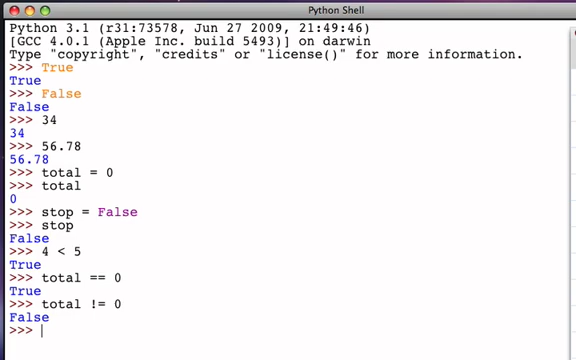 Python Shell
Python 3.1 (r31:73578, Jun 27 2009, 21:49:46)
[GCC 4.0.1 (Apple Inc. build 5493)] on darwin
Type "copyright", "credits" or "license()" for more information.
>>> True
True
>>> False
False
>>> 34
34
>>> 56.78
56.78
>>> total = 0
>>> total
0
>>> stop = False
>>> stop
False
>>> 4 < 5
True
>>> total == 0
True
>>> total != 0
False
>>>